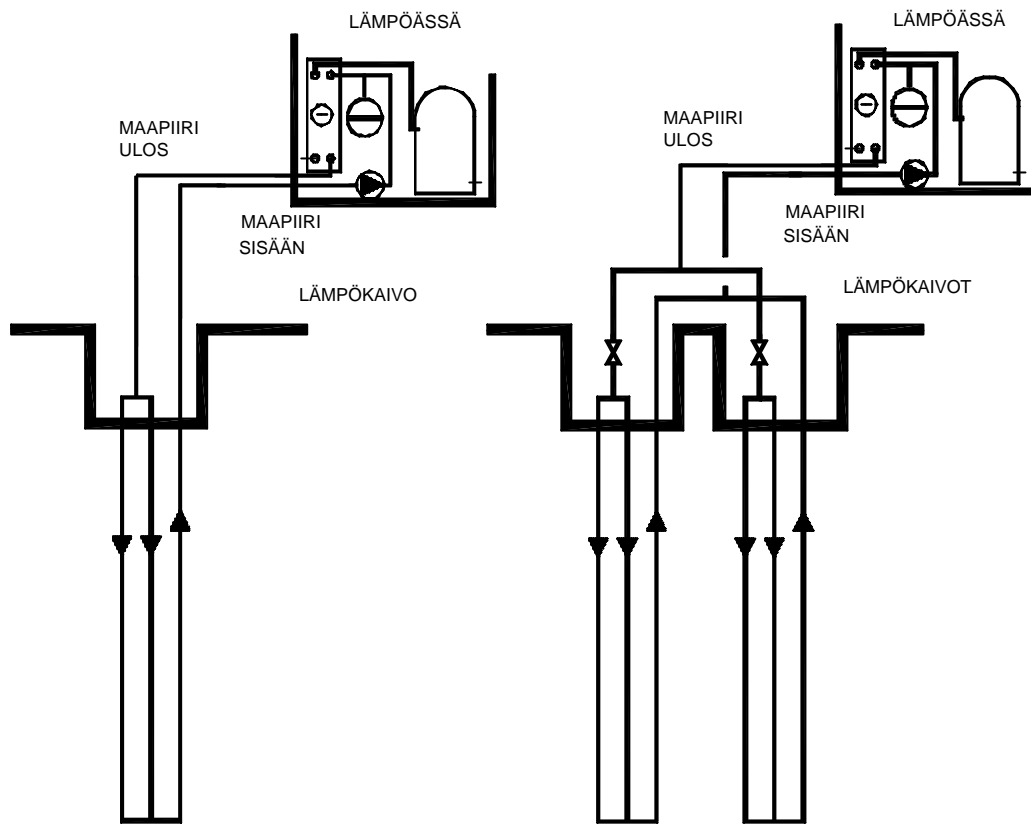 LÄMPÖÄSSÄ
MAAPIIRI
ULOS
MAAPIIRI
SISÄÄN
LÄMPÖKAIVO
LÄMPÖÄSSÄ
MAAPIIRI
ULOS
MAAPIIRI
SISÄÄN
LÄMPÖKAIVOT